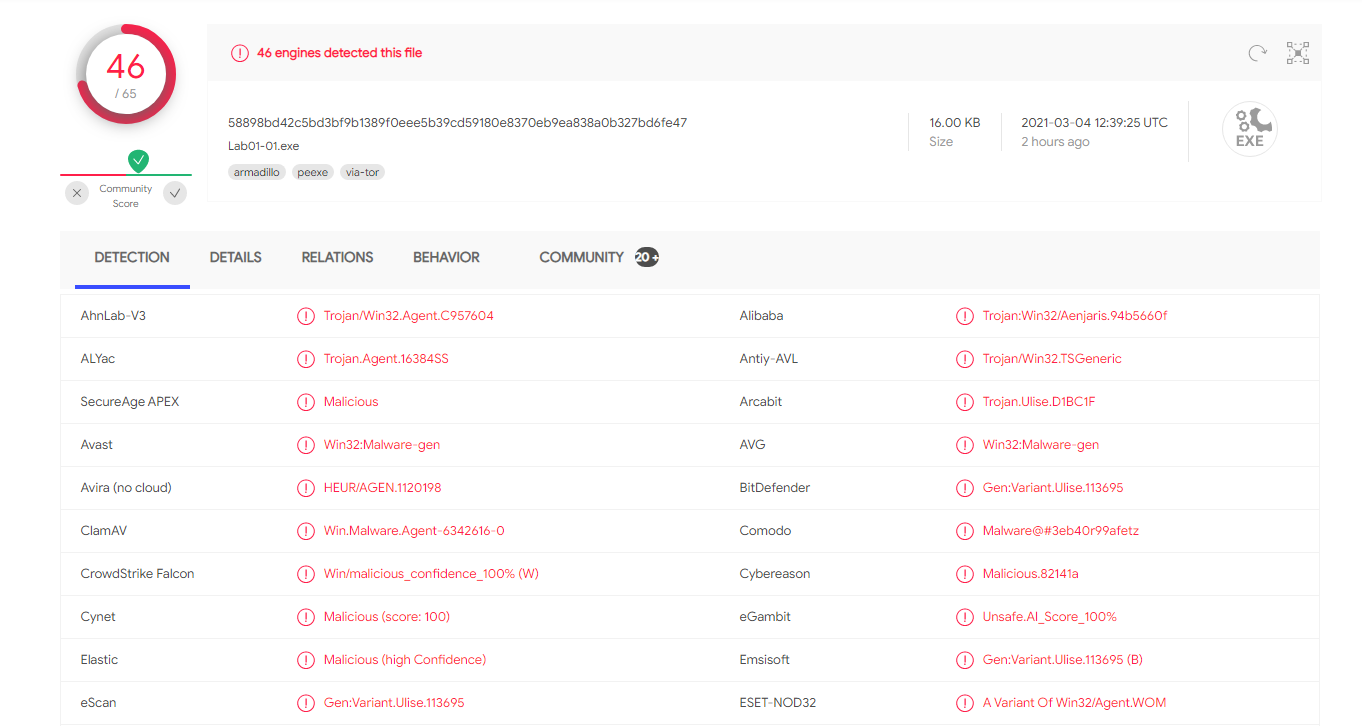 46
/ 65
Community
Score
46 engines detected this file
58898bd42c5bd3bf9b1389f0eee5b39cd59180e8370eb9ea838a0b327bd6fe47
Lab01-01.exe
armadillo peexe via-tor
16.00 KB
Size
2021-03-04 12:39:25 UTC
2 hours ago
EXE
DETECTION DETAILS RELATIONS BEHAVIOR COMMUNITY 20 +
AhnLab-V3 Trojan/Win32.Agent.C957604 Alibaba Trojan:Win32/Aenjaris.94b5660f
ALYac Trojan.Agent.16384SS Antiy-AVL Trojan/Win32.TSGeneric
SecureAge APEX Malicious Arcabit Trojan.Ulise.D1BC1F
Avast Win32:Malware-gen AVG Win32:Malware-gen
Avira (no cloud) HEUR/AGEN.1120198 BitDefender Gen:Variant.Ulise.113695
ClamAV Win.Malware.Agent-6342616-0 Comodo Malware@#3eb40r99afetz
CrowdStrike Falcon Win/malicious_confidence_100% (W) Cybereason Malicious.82141a
Cynet Malicious (score: 100) eGambit Unsafe.AI_Score_100%
Elastic Malicious (high Confidence) Emsisoft Gen:Variant.Ulise.113695 (B)
eScan Gen:Variant.Ulise.113695 ESET-NOD32 A Variant Of Win32/Agent.WOM